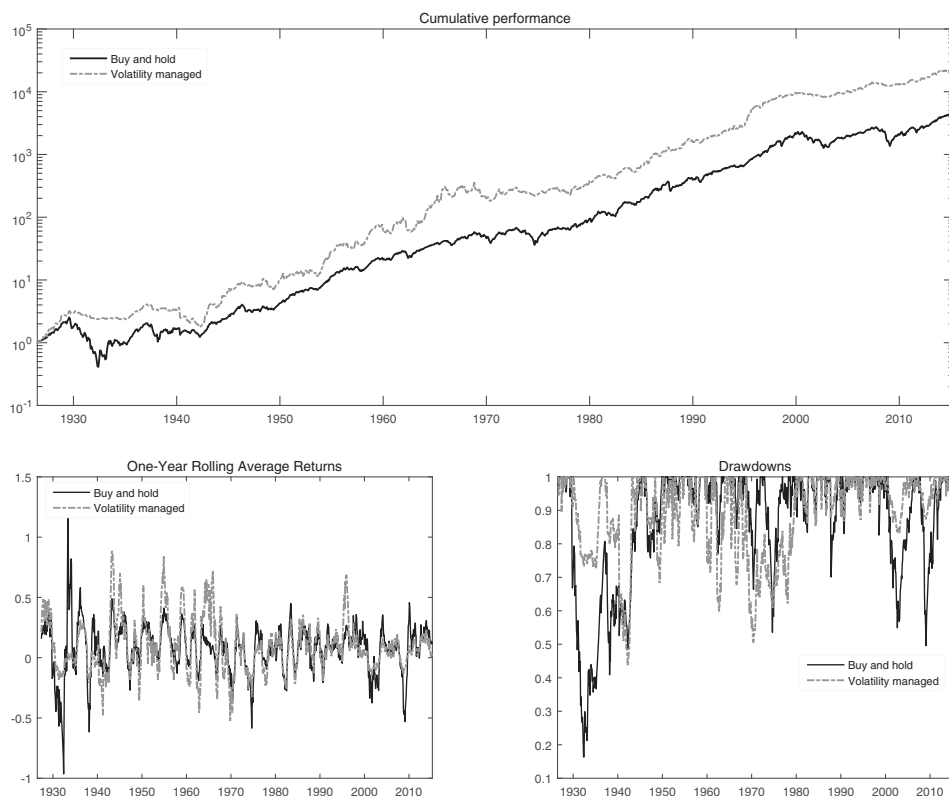 Cumulative performance
10^5
10^4
10^3
10^2
10^1
10^0
10^-1
Buy and hold
Volatility managed
1930 1940 1950 1960 1970 1980 1990 2000 2010
One-Year Rolling Average Returns
1.5
1
0.5
0
-0.5
-1
Buy and hold
Volatility managed
1930 1940 1950 1960 1970 1980 1990 2000 2010
Drawdowns
1
0.9
0.8
0.7
0.6
0.5
0.4
0.3
0.2
0.1
Buy and hold
Volatility managed
1930 1940 1950 1960 1970 1980 1990 2000 2010